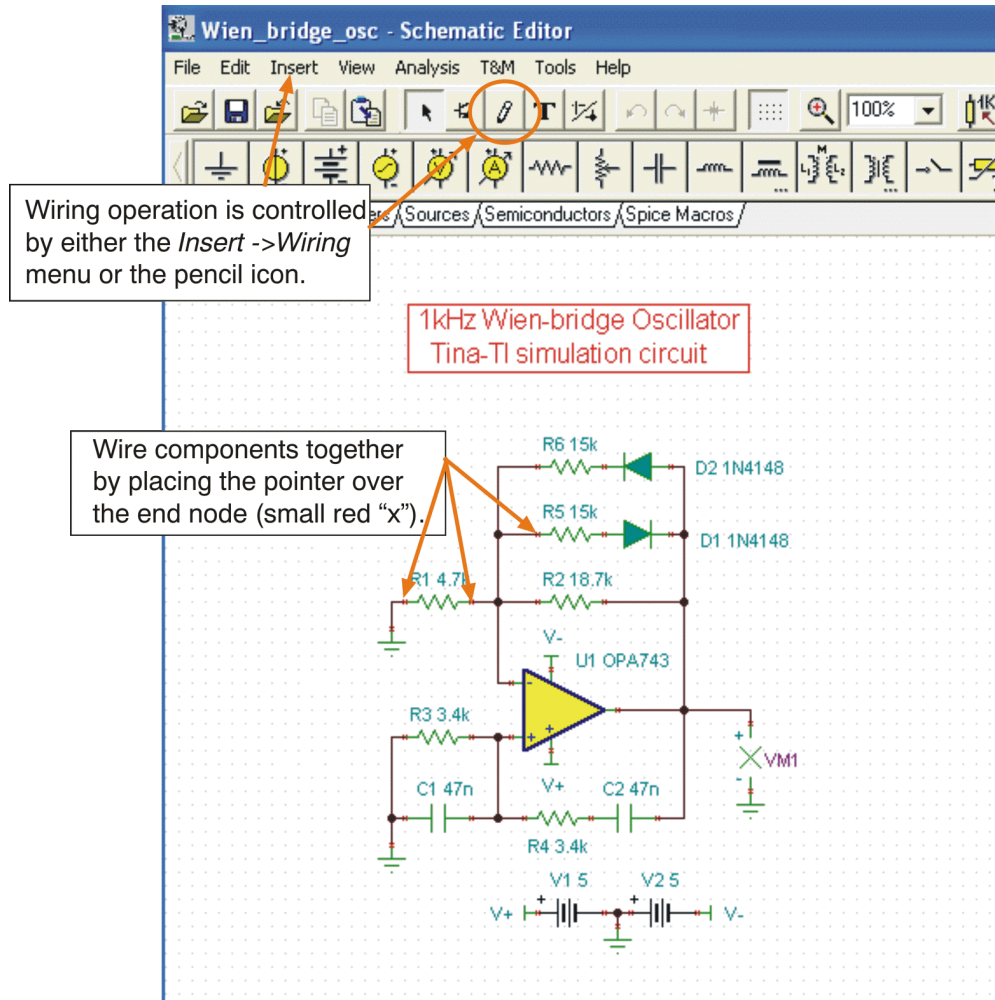 Wien_bridge_osc - Schematic Editor
File Edit Insert View Analysis T&M Tools Help
T 100% 1K
+ + + V A M L1 L2
Wiring operation is controlled
by either the Insert ->Wiring
menu or the pencil icon.
Sources Semiconductors Spice Macros
1kHz Wien-bridge Oscillator
Tina-TI simulation circuit
Wire components together
by placing the pointer over
the end node (small red “x”).
R6 15k
D2 1N4148
R5 15k
D1 1N4148
R1 4.7k
R2 18.7k
V-
U1 OPA743
-
R3 3.4k
+ +
+
VM1
-
C1 47n
V+
C2 47n
R4 3.4k
V1 5 V2 5
V+ + + V-